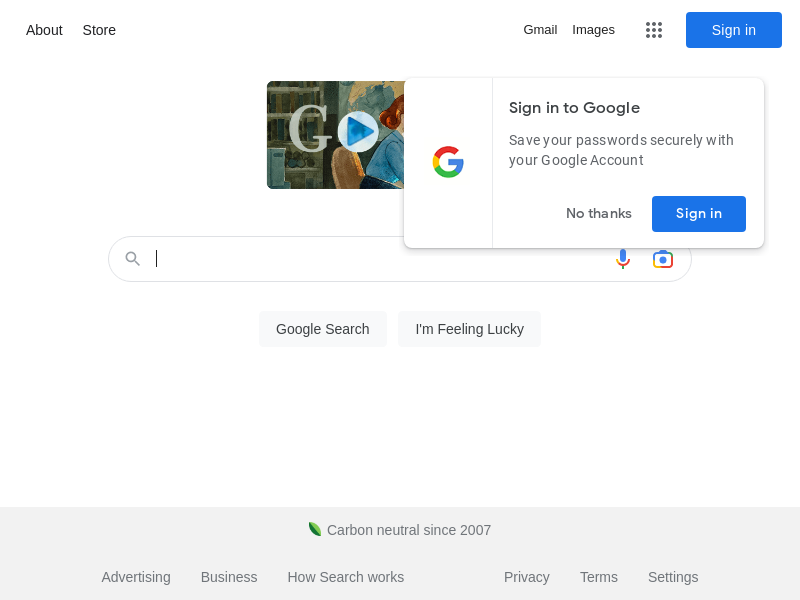 About Store Gmail Images Sign in
G
Sign in to Google
Save your passwords securely with
your Google Account
No thanks Sign in
Google Search I'm Feeling Lucky
Carbon neutral since 2007
Advertising Business How Search works Privacy Terms Settings